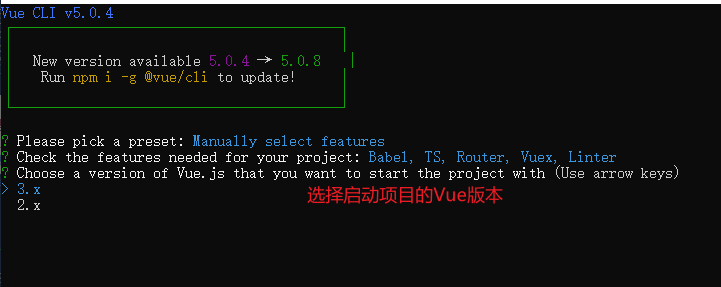 Vue CLI v5.0.4
New version available 5.0.4 → 5.0.8
Run npm i -g @vue/cli to update!
? Please pick a preset: Manually select features
? Check the features needed for your project: Babel, TS, Router, Vuex, Linter
? Choose a version of Vue.js that you want to start the project with (Use arrow keys)
> 3.x
选择启动项目的Vue版本
2.x